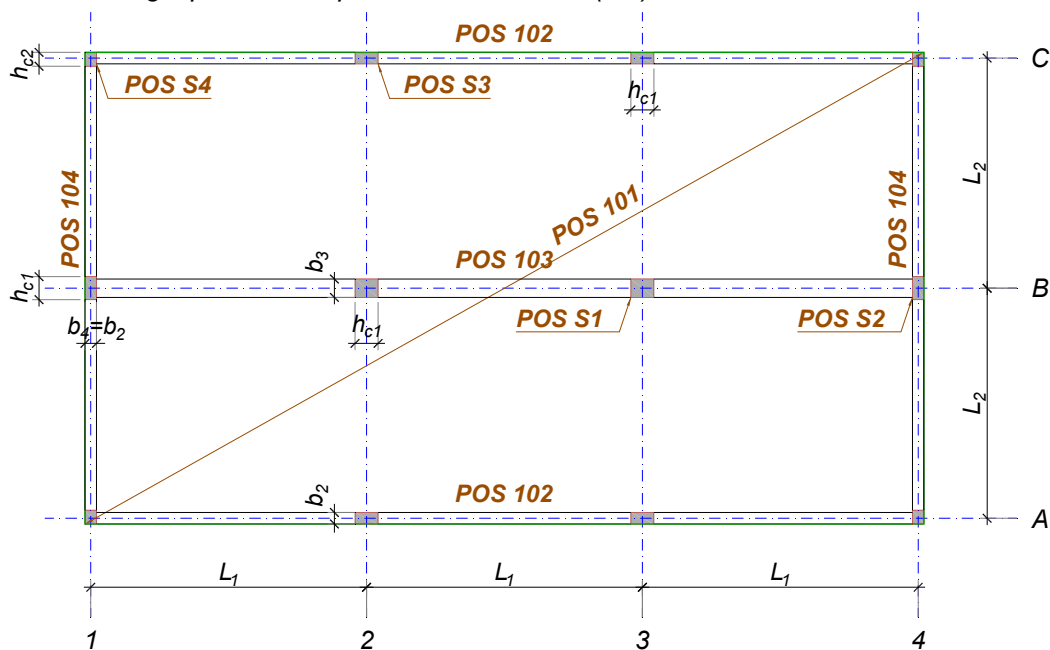 POS 102
C
h_c2
POS S4
POS S3
h_c1
L_2
POS 104
POS 101
POS 104
b_3
POS 103
h_c1
B
b_4=b_2
h_c1
POS S1
POS S2
L_2
b_2
POS 102
A
L_1
L_1
L_1
1
2
3
4